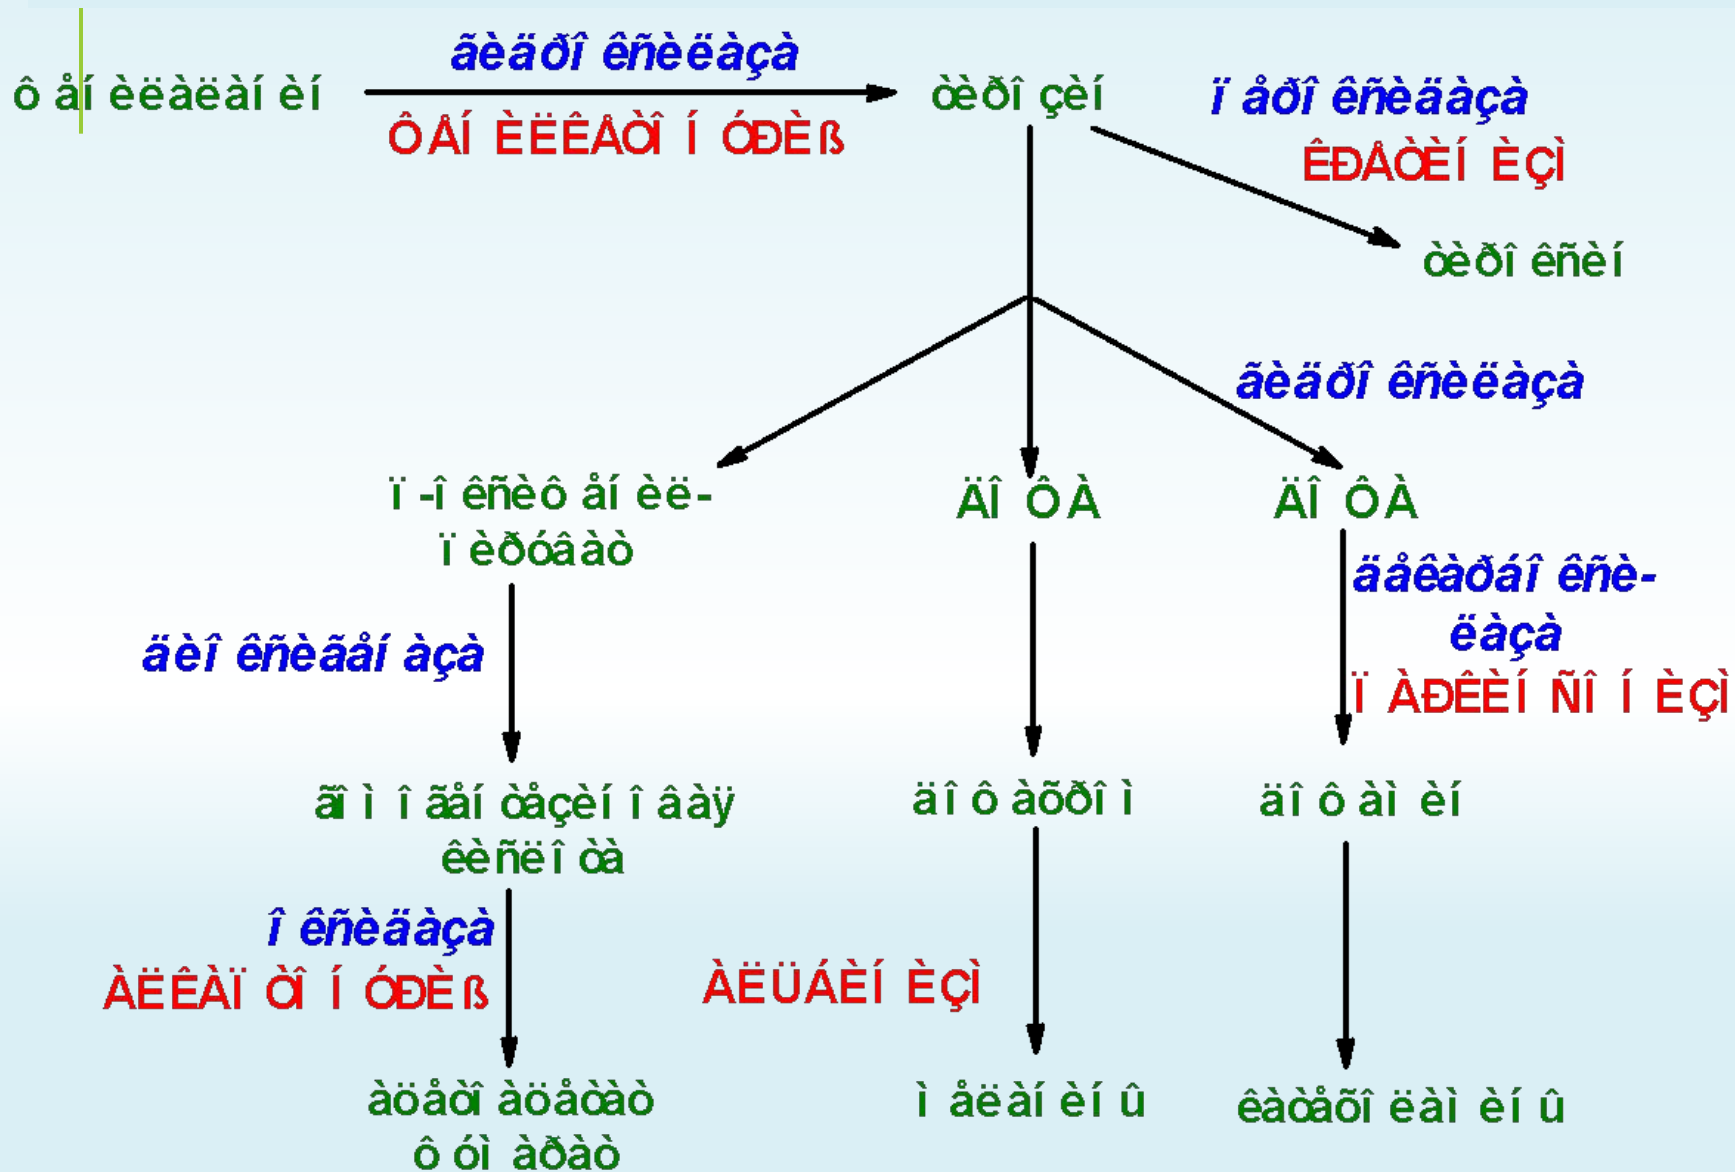 ãèäðî êñèëàçà
ô åí èëàëàí èí
òèðî çèí
ï åðî êñèäàçà
ÔÅÍ ÈËÊÅÒÎ Í ÓÐÈß
ÊÐÅÒÈÍ ÈÇÌ
òèðî êñèí
ãèäðî êñèëàçà
ï -î êñèô åí èë-
ï èðóâàò
ÄÎ ÔÀ
ÄÎ ÔÀ
äåêàðáî êñè-
ëàçà
äèî êñèãåí àçà
Ï ÀÐÊÈÍ ÑÎ Í ÈÇÌ
ãî ì î ãåí òåçèí î âàÿ
êèñëî òà
äî ô àõðî ì
äî ô àì èí
î êñèäàçà
ÀËÊÀÏ ÒÎ Í ÓÐÈß
ÀËÜÁÈÍ ÈÇÌ
àöåòî àöåòàò
ô óì àðàò
ì åëàí èí û
êàòåõî ëàì èí û